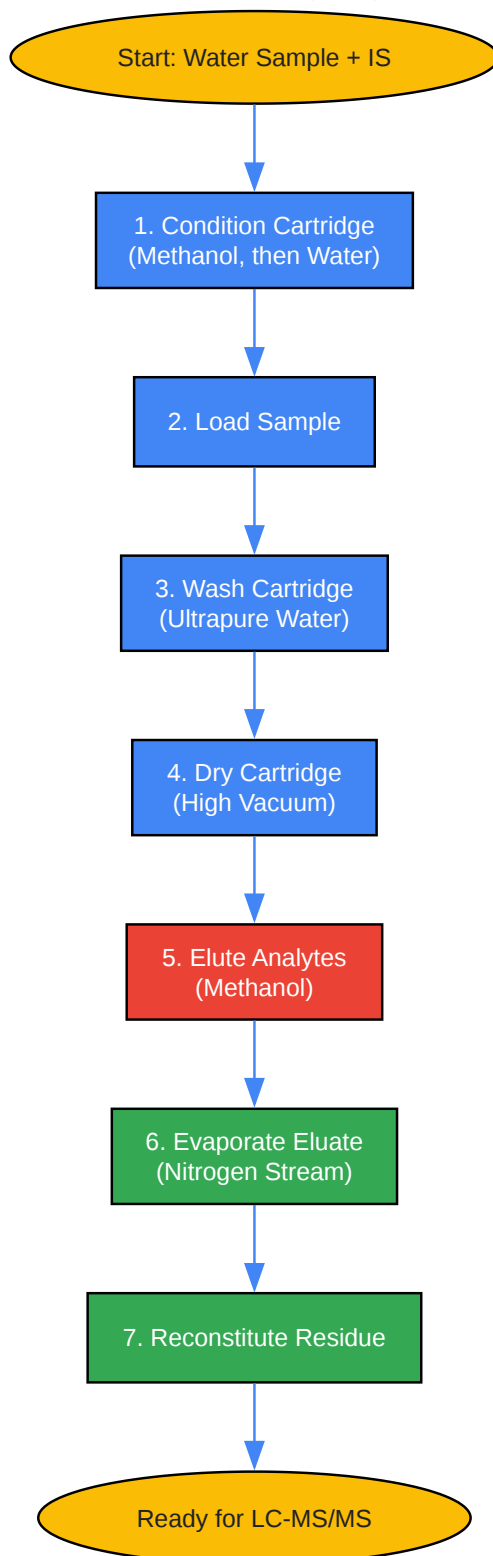 Start: Water Sample + IS
1. Condition Cartridge
(Methanol, then Water)
2. Load Sample
3. Wash Cartridge
(Ultrapure Water)
4. Dry Cartridge
(High Vacuum)
5. Elute Analytes
(Methanol)
6. Evaporate Eluate
(Nitrogen Stream)
7. Reconstitute Residue
Ready for LC-MS/MS